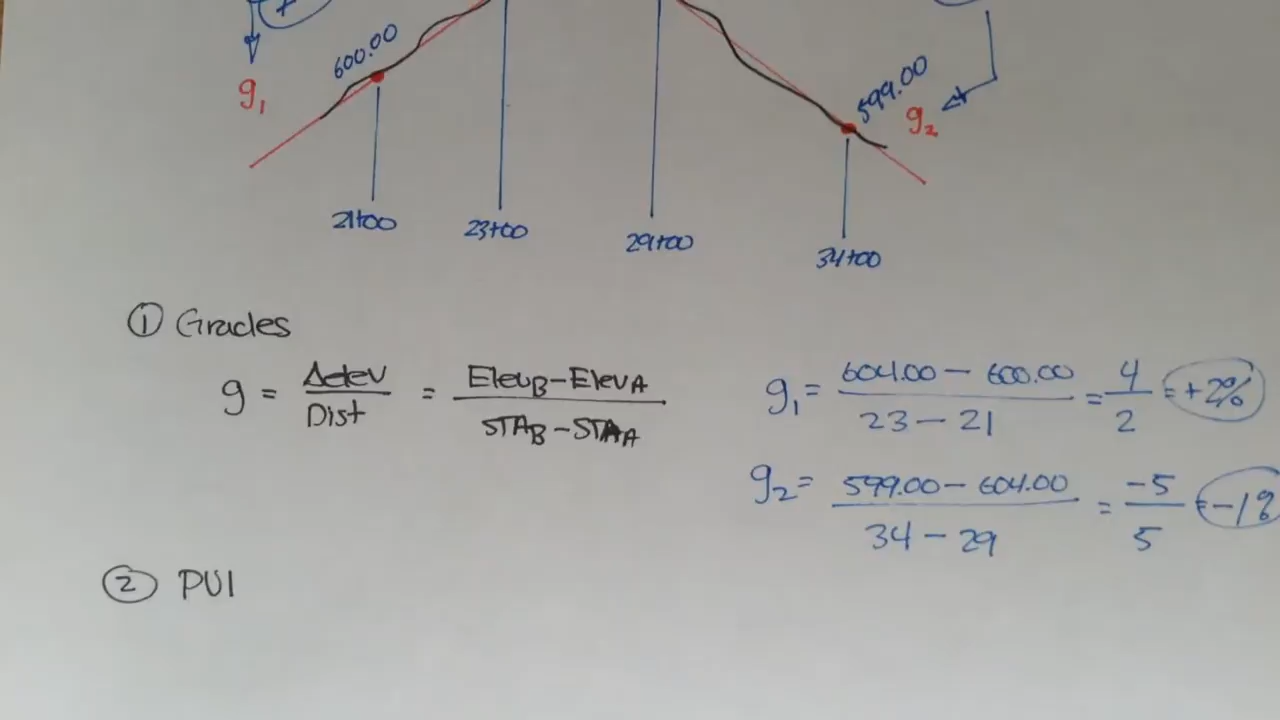 +
600.00
g₁
599.00
g₂
21+00
23+00
29+00
34+00
① Grades
g = Δelev / Dist = ElevB - ElevA / STAB - STAA
g₁ = 604.00 - 600.00 / 23 - 21 = 4 / 2 = +2%
g₂ = 599.00 - 604.00 / 34 - 29 = -5 / 5 = -1%
② PVI